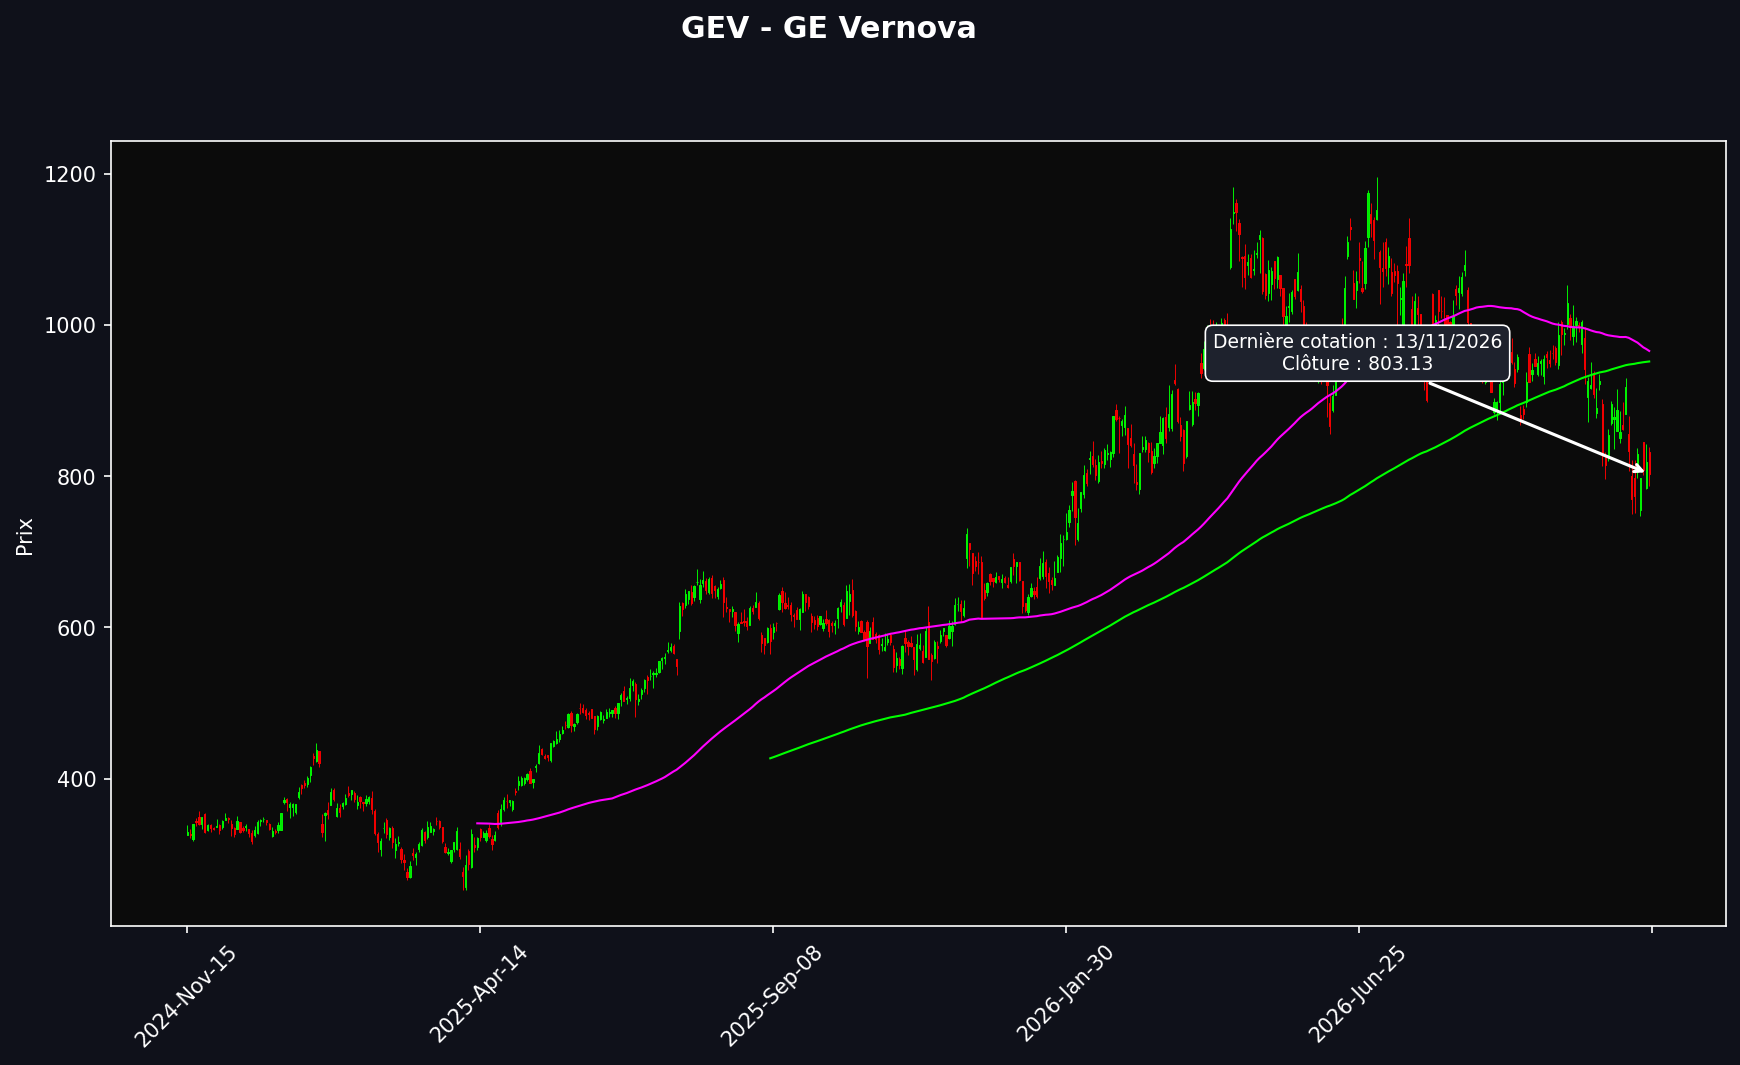 GEV - GE Vernova
1200
1000
800
600
400
Prix
Dernière cotation : 13/11/2026
Clôture : 803.13
2024-Nov-15
2025-Apr-14
2025-Sep-08
2026-Jan-30
2026-Jun-25